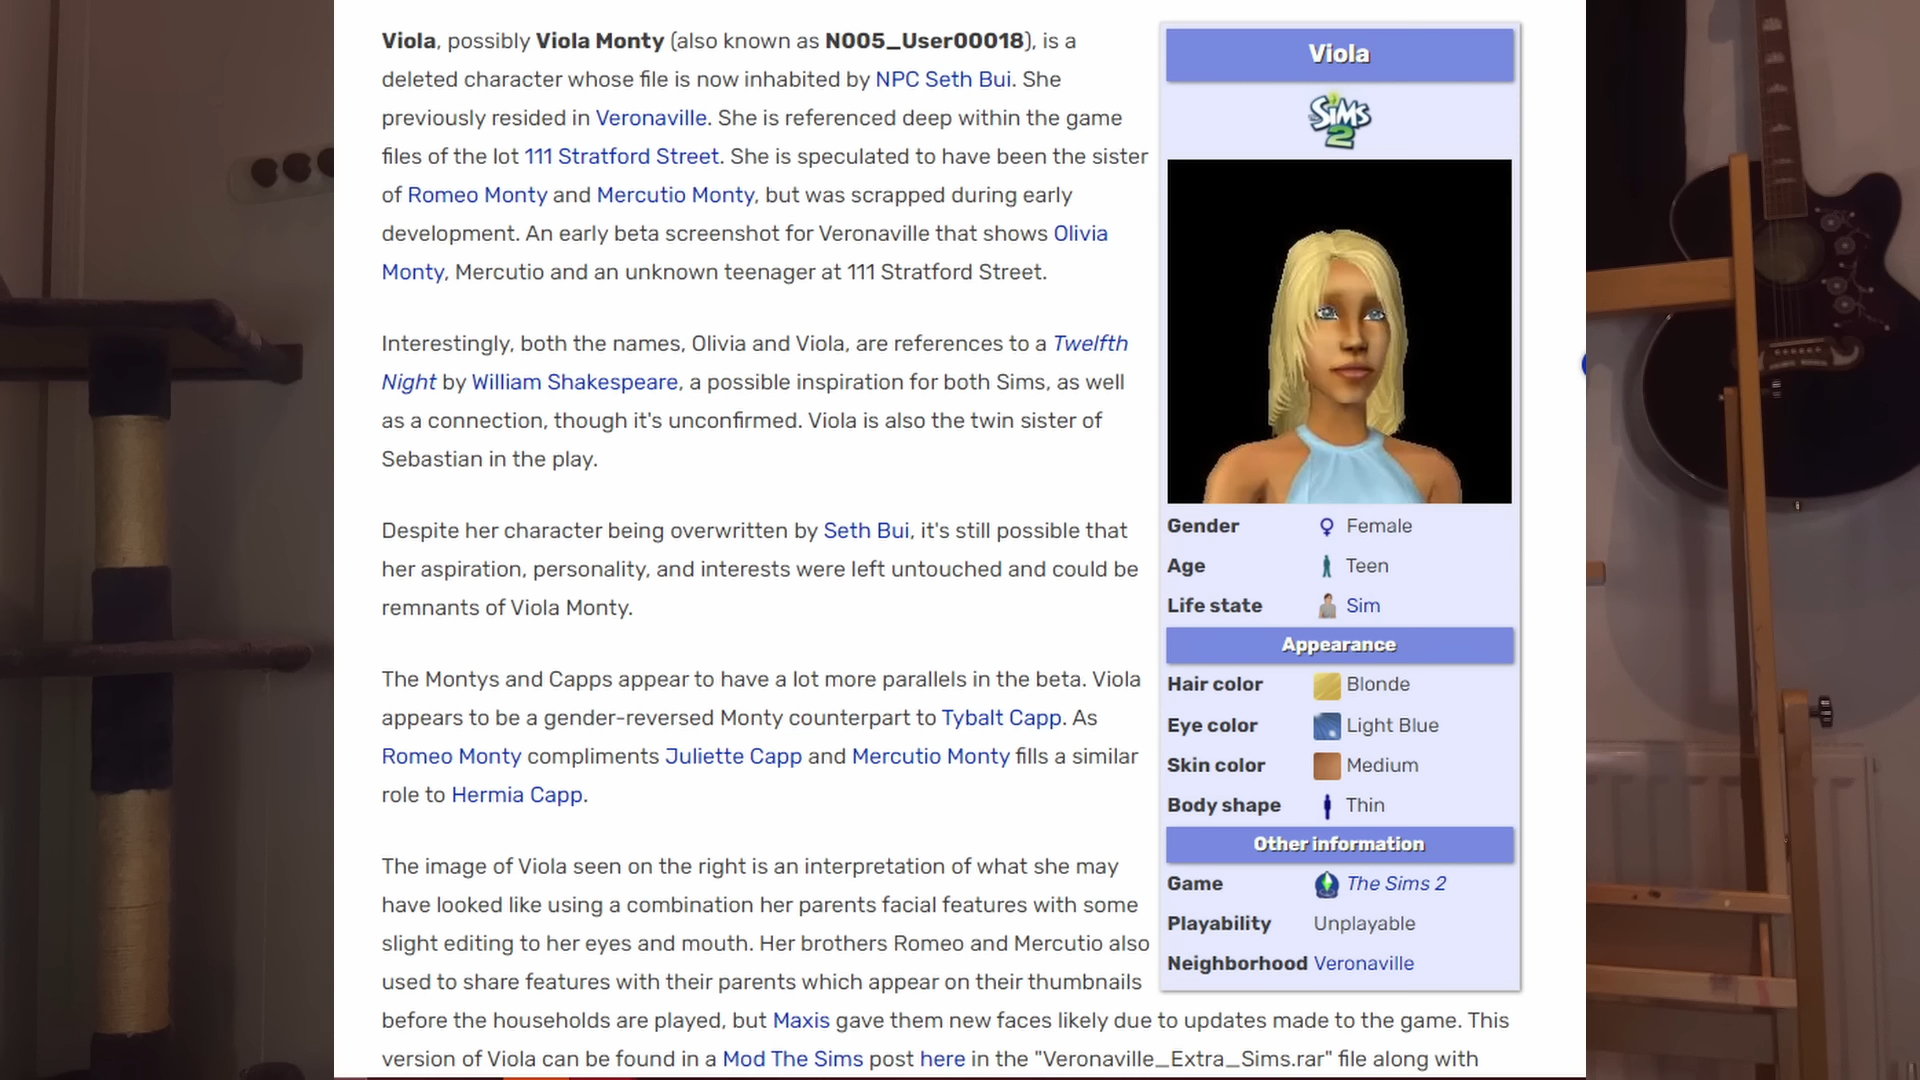 Viola, possibly Viola Monty (also known as N005_User00018), is a
deleted character whose file is now inhabited by NPC Seth Bui. She
previously resided in Veronaville. She is referenced deep within the game
files of the lot 111 Stratford Street. She is speculated to have been the sister
of Romeo Monty and Mercutio Monty, but was scrapped during early
development. An early beta screenshot for Veronaville that shows Olivia
Monty, Mercutio and an unknown teenager at 111 Stratford Street.
Interestingly, both the names, Olivia and Viola, are references to a Twelfth
Night by William Shakespeare, a possible inspiration for both Sims, as well
as a connection, though it's unconfirmed. Viola is also the twin sister of
Sebastian in the play.
Despite her character being overwritten by Seth Bui, it's still possible that
her aspiration, personality, and interests were left untouched and could be
remnants of Viola Monty.
The Montys and Capps appear to have a lot more parallels in the beta. Viola
appears to be a gender-reversed Monty counterpart to Tybalt Capp. As
Romeo Monty compliments Juliette Capp and Mercutio Monty fills a similar
role to Hermia Capp.
The image of Viola seen on the right is an interpretation of what she may
have looked like using a combination her parents facial features with some
slight editing to her eyes and mouth. Her brothers Romeo and Mercutio also
used to share features with their parents which appear on their thumbnails
before the households are played, but Maxis gave them new faces likely due to updates made to the game. This
version of Viola can be found in a Mod The Sims post here in the "Veronaville_Extra_Sims.rar" file along with
Viola
The SiMS 2
Gender Female
Age Teen
Life state Sim
Appearance
Hair color Blonde
Eye color Light Blue
Skin color Medium
Body shape Thin
Other information
Game The Sims 2
Playability Unplayable
Neighborhood Veronaville